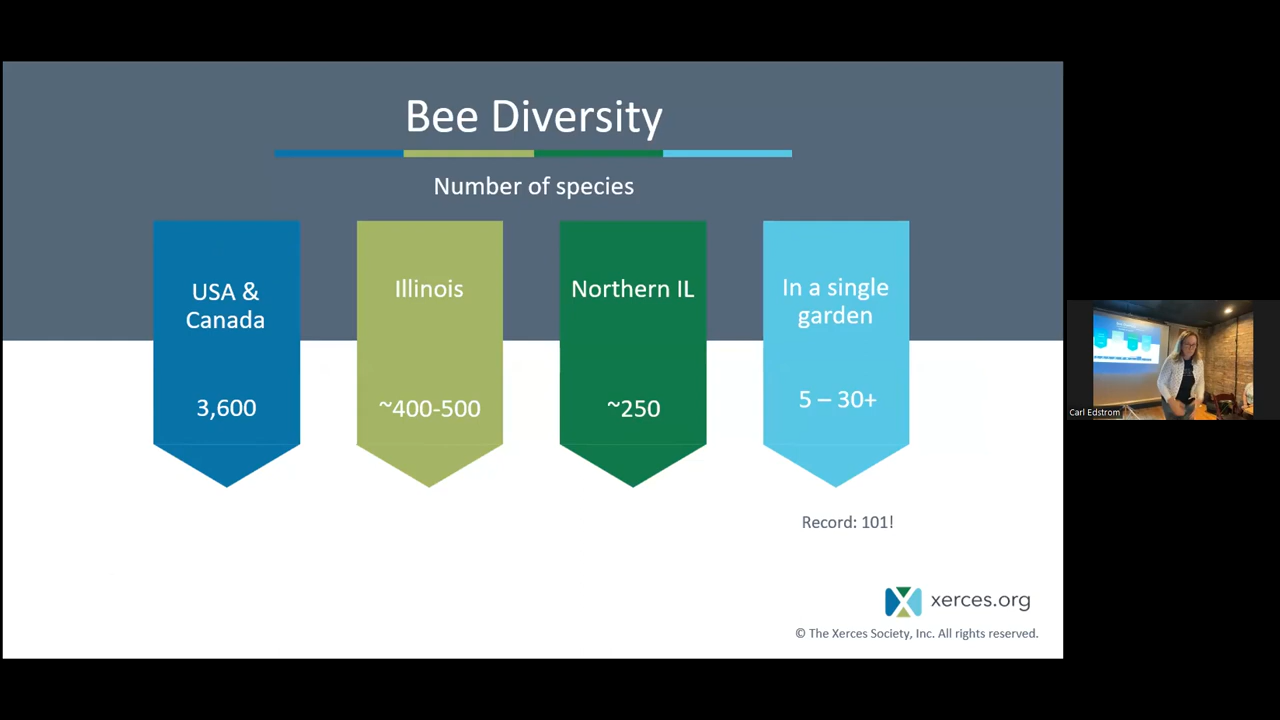 Bee Diversity
Number of species
USA &
Canada
3,600
Illinois
~400-500
Northern IL
~250
In a single
garden
5 – 30+
Record: 101!
xerces.org
© The Xerces Society, Inc. All rights reserved.
Carl Edstrom